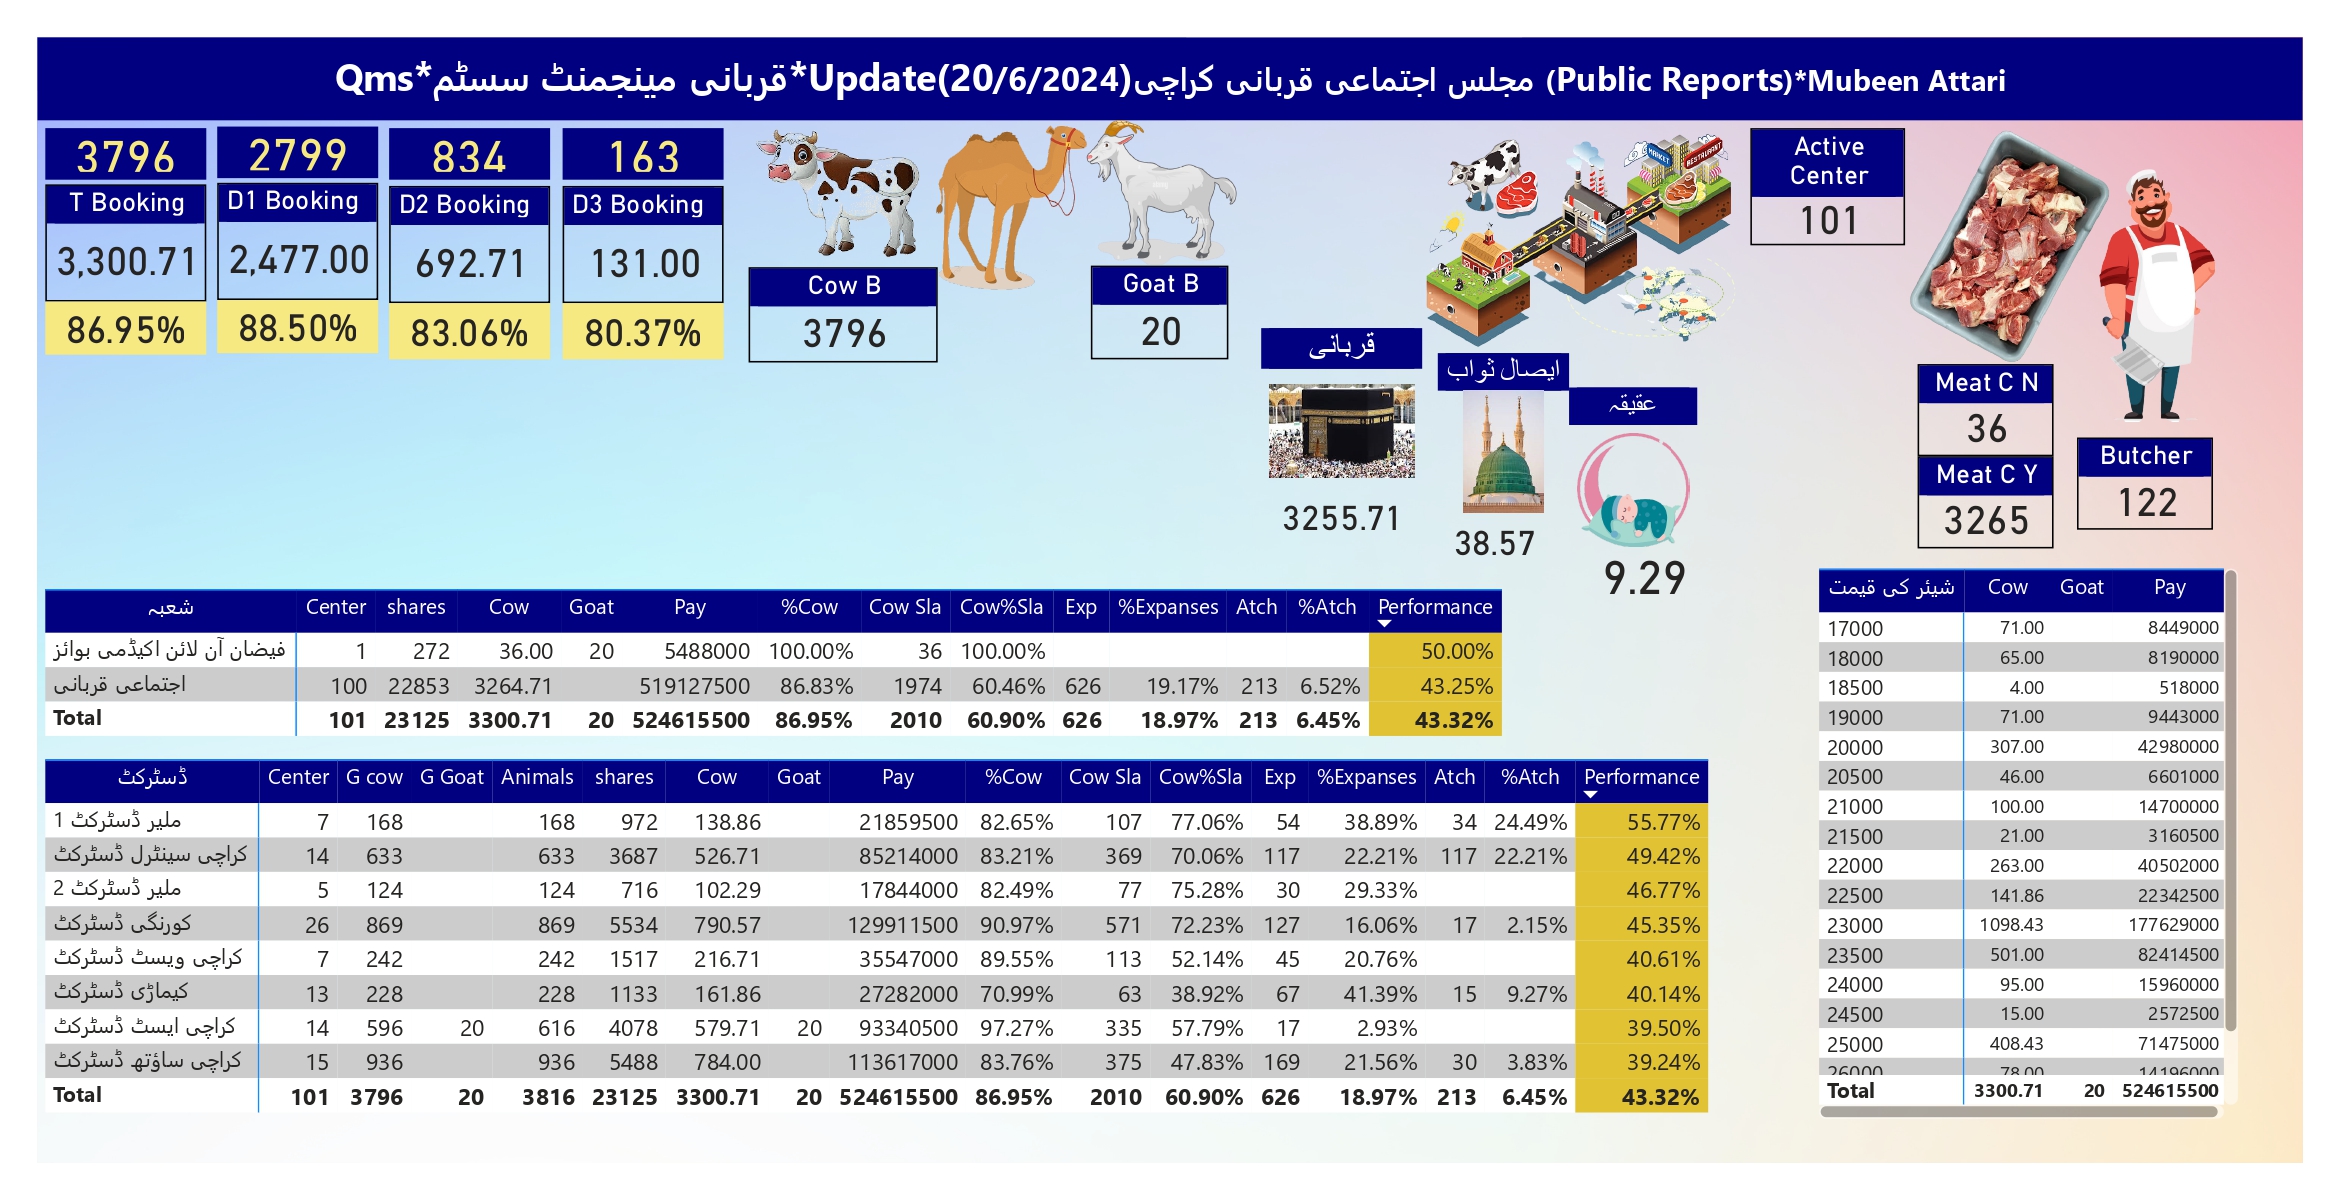 Qms*قربانی مینجمنٹ سسٹم*Update(20/6/2024)مجلس اجتماعی قربانی کراچی (Public Reports)*Mubeen Attari
3796 2799 834 163
T Booking D1 Booking D2 Booking D3 Booking
3,300.71 2,477.00 692.71 131.00
86.95% 88.50% 83.06% 80.37%
Cow B
3796
Goat B
20
MARKET RESTAURANT
Active Center
101
قربانی
3255.71
ایصال ثواب
38.57
عقیقہ
9.29
Meat C N
36
Meat C Y
3265
Butcher
122
شعبہ Center shares Cow Goat Pay %Cow Cow Sla Cow%Sla Exp %Expanses Atch %Atch Performance
فیضان آن لائن اکیڈمی بوائز 1 272 36.00 20 5488000 100.00% 36 100.00% 50.00%
اجتماعی قربانی 100 22853 3264.71 519127500 86.83% 1974 60.46% 626 19.17% 213 6.52% 43.25%
Total 101 23125 3300.71 20 524615500 86.95% 2010 60.90% 626 18.97% 213 6.45% 43.32%
ڈسٹرکٹ Center G cow G Goat Animals shares Cow Goat Pay %Cow Cow Sla Cow%Sla Exp %Expanses Atch %Atch Performance
ملیر ڈسٹرکٹ 1 7 168 168 972 138.86 21859500 82.65% 107 77.06% 54 38.89% 34 24.49% 55.77%
کراچی سینٹرل ڈسٹرکٹ 14 633 633 3687 526.71 85214000 83.21% 369 70.06% 117 22.21% 117 22.21% 49.42%
ملیر ڈسٹرکٹ 2 5 124 124 716 102.29 17844000 82.49% 77 75.28% 30 29.33% 46.77%
کورنگی ڈسٹرکٹ 26 869 869 5534 790.57 129911500 90.97% 571 72.23% 127 16.06% 17 2.15% 45.35%
کراچی ویسٹ ڈسٹرکٹ 7 242 242 1517 216.71 35547000 89.55% 113 52.14% 45 20.76% 40.61%
کیماڑی ڈسٹرکٹ 13 228 228 1133 161.86 27282000 70.99% 63 38.92% 67 41.39% 15 9.27% 40.14%
کراچی ایسٹ ڈسٹرکٹ 14 596 20 616 4078 579.71 20 93340500 97.27% 335 57.79% 17 2.93% 39.50%
کراچی ساؤتھ ڈسٹرکٹ 15 936 936 5488 784.00 113617000 83.76% 375 47.83% 169 21.56% 30 3.83% 39.24%
Total 101 3796 20 3816 23125 3300.71 20 524615500 86.95% 2010 60.90% 626 18.97% 213 6.45% 43.32%
شیئر کی قیمت Cow Goat Pay
17000 71.00 8449000
18000 65.00 8190000
18500 4.00 518000
19000 71.00 9443000
20000 307.00 42980000
20500 46.00 6601000
21000 100.00 14700000
21500 21.00 3160500
22000 263.00 40502000
22500 141.86 22342500
23000 1098.43 177629000
23500 501.00 82414500
24000 95.00 15960000
24500 15.00 2572500
25000 408.43 71475000
26000 78.00 14196000
Total 3300.71 20 524615500